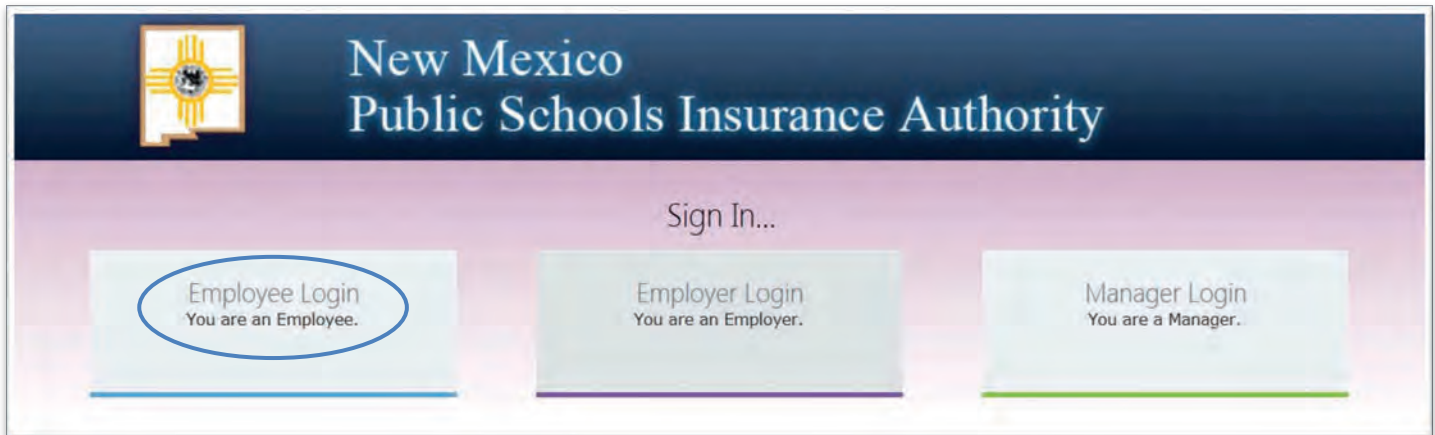 New Mexico
Public Schools Insurance Authority
Sign In...
Employee Login
You are an Employee.
Employer Login
You are an Employer.
Manager Login
You are a Manager.